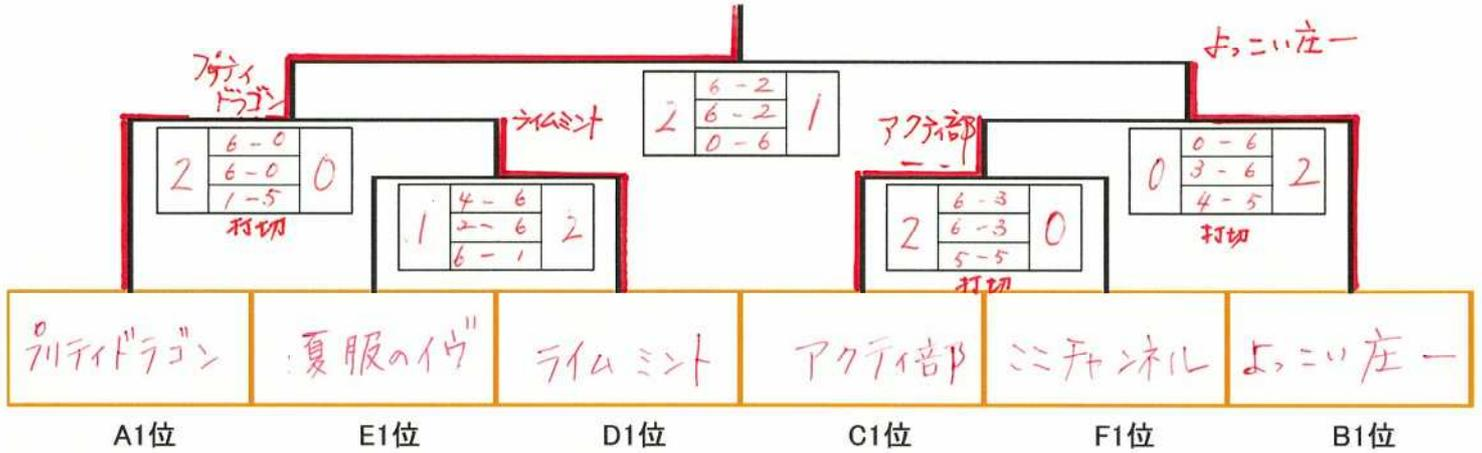 よっこい庄一
プリティ
ドラゴン
ライムミント
アクティ部
2 6-2 1
6-2
0-6
2 6-0 0
6-0
1-5
打切
0 0-6 2
3-6
4-5
打切
1 4-6 2
2-6
6-1
2 6-3 0
6-3
5-5
打切
プリティドラゴン 夏服のイヴ ライムミント アクティ部 ミニチャンネル よっこい庄一
A1位 E1位 D1位 C1位 F1位 B1位